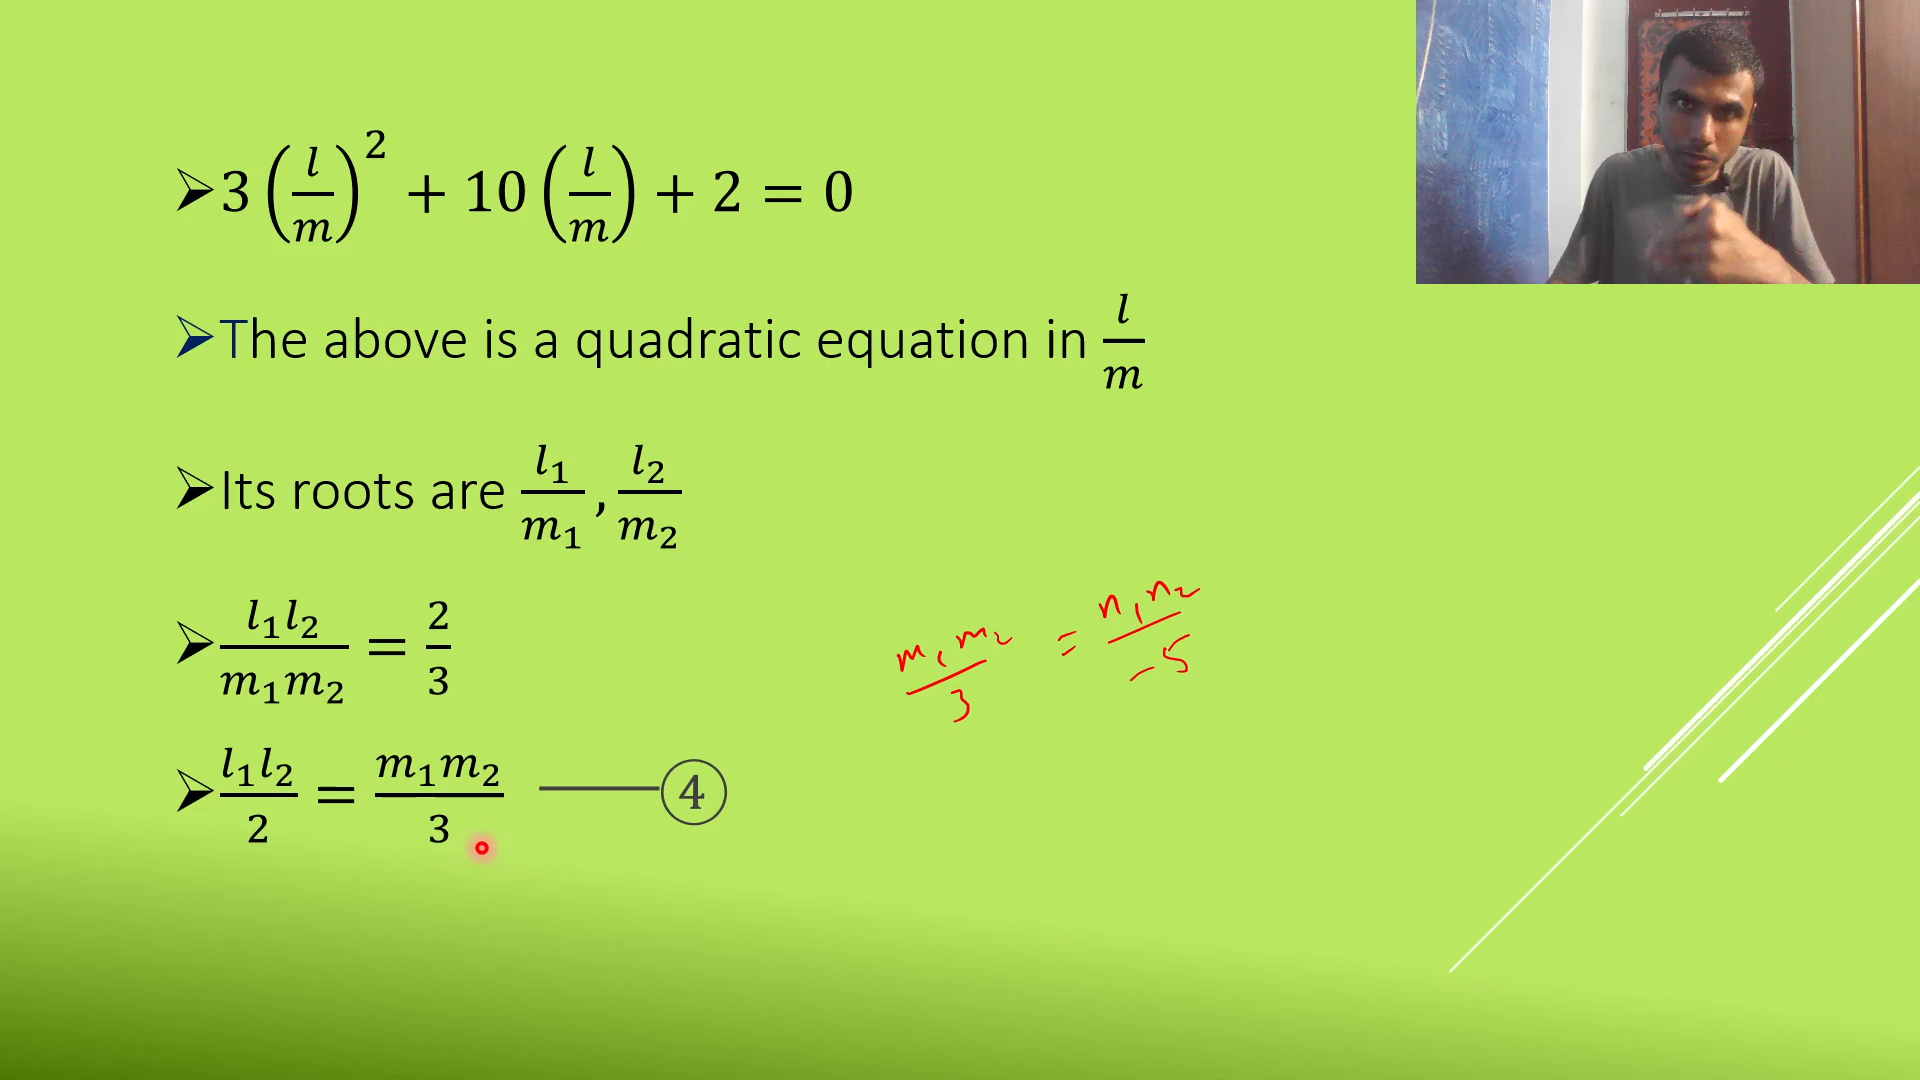 ➢3(l/m)² + 10(l/m) + 2 = 0
➢The above is a quadratic equation in l/m
➢Its roots are l₁/m₁ , l₂/m₂
➢l₁l₂/m₁m₂ = 2/3
m₁m₂/3 = n₁n₂/-5
➢l₁l₂/2 = m₁m₂/3 —— ④